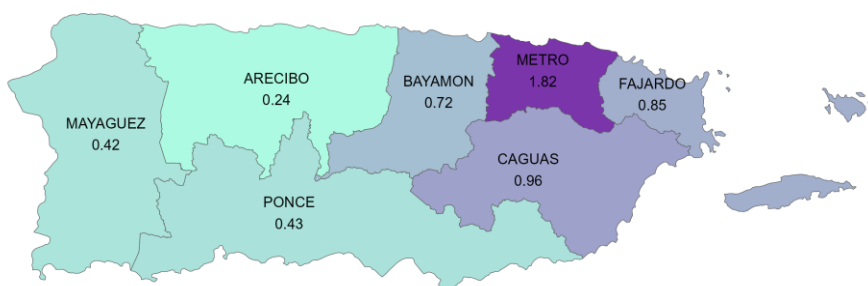 METRO
1.82
ARECIBO
0.24
BAYAMON
0.72
FAJARDO
0.85
MAYAGUEZ
0.42
CAGUAS
0.96
PONCE
0.43